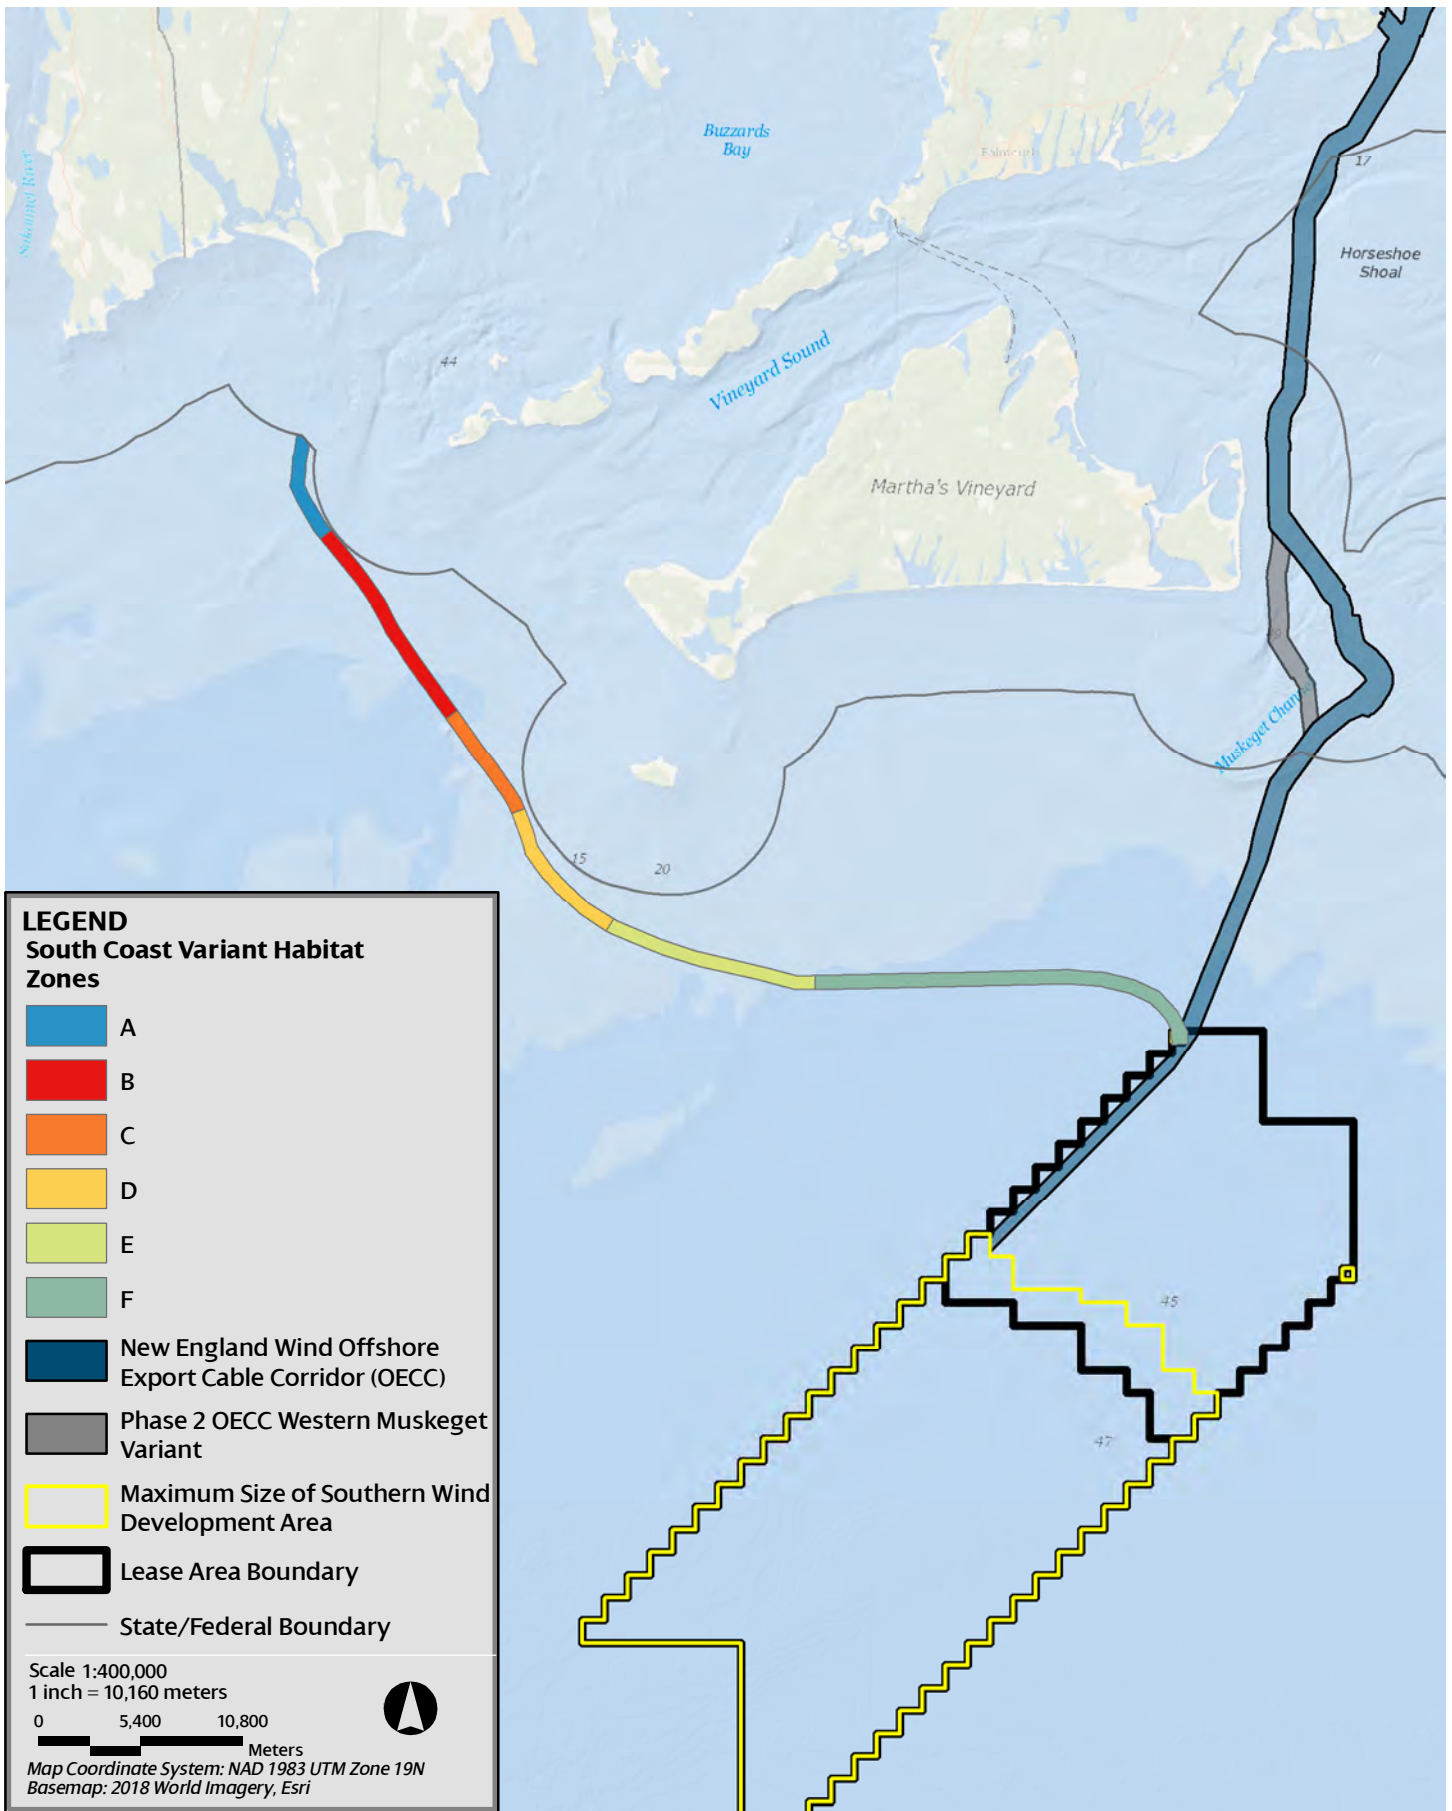 Buzzards
Bay
Sakonnet River
Falmouth
17
Horseshoe
Shoal
44
Vineyard Sound
Martha's Vineyard
Muskeget Channel
15
20
45
47
LEGEND
South Coast Variant Habitat
Zones
A
B
C
D
E
F
New England Wind Offshore
Export Cable Corridor (OECC)
Phase 2 OECC Western Muskeget
Variant
Maximum Size of Southern Wind
Development Area
Lease Area Boundary
State/Federal Boundary
Scale 1:400,000
1 inch = 10,160 meters
0 5,400 10,800
Meters
Map Coordinate System: NAD 1983 UTM Zone 19N
Basemap: 2018 World Imagery, Esri